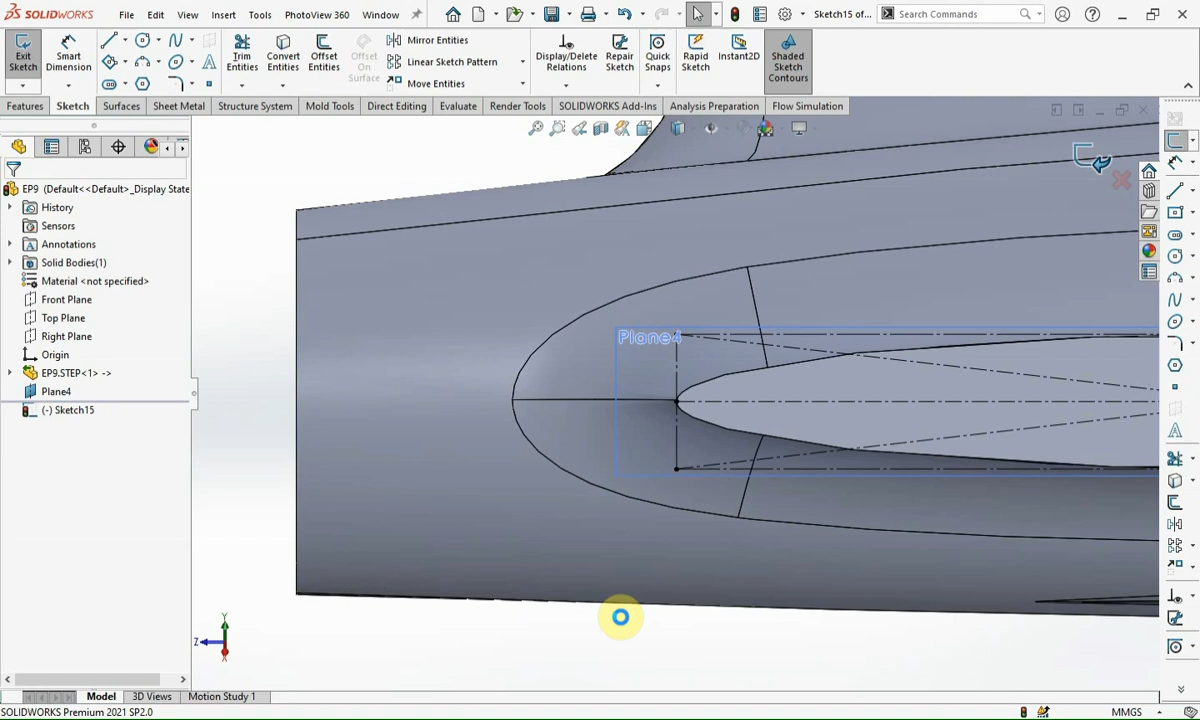 SOLIDWORKS File Edit View Insert Tools PhotoView 360 Window Sketch15 of... Search Commands
Exit Sketch
Smart Dimension
Trim Entities
Convert Entities
Offset Entities
Offset On Surface
Mirror Entities
Linear Sketch Pattern
Move Entities
Display/Delete Relations
Repair Sketch
Quick Snaps
Rapid Sketch
Instant2D
Shaded Sketch Contours
Features Sketch Surfaces Sheet Metal Structure System Mold Tools Direct Editing Evaluate Render Tools SOLIDWORKS Add-Ins Analysis Preparation Flow Simulation
EP9 (Default<<Default>_Display State
History
Sensors
Annotations
Solid Bodies(1)
Material <not specified>
Front Plane
Top Plane
Right Plane
Origin
EP9.STEP<1> ->
Plane4
(-) Sketch15
Plane4
Y
Z
X
Model 3D Views Motion Study 1
SOLIDWORKS Premium 2021 SP2.0 MMGS